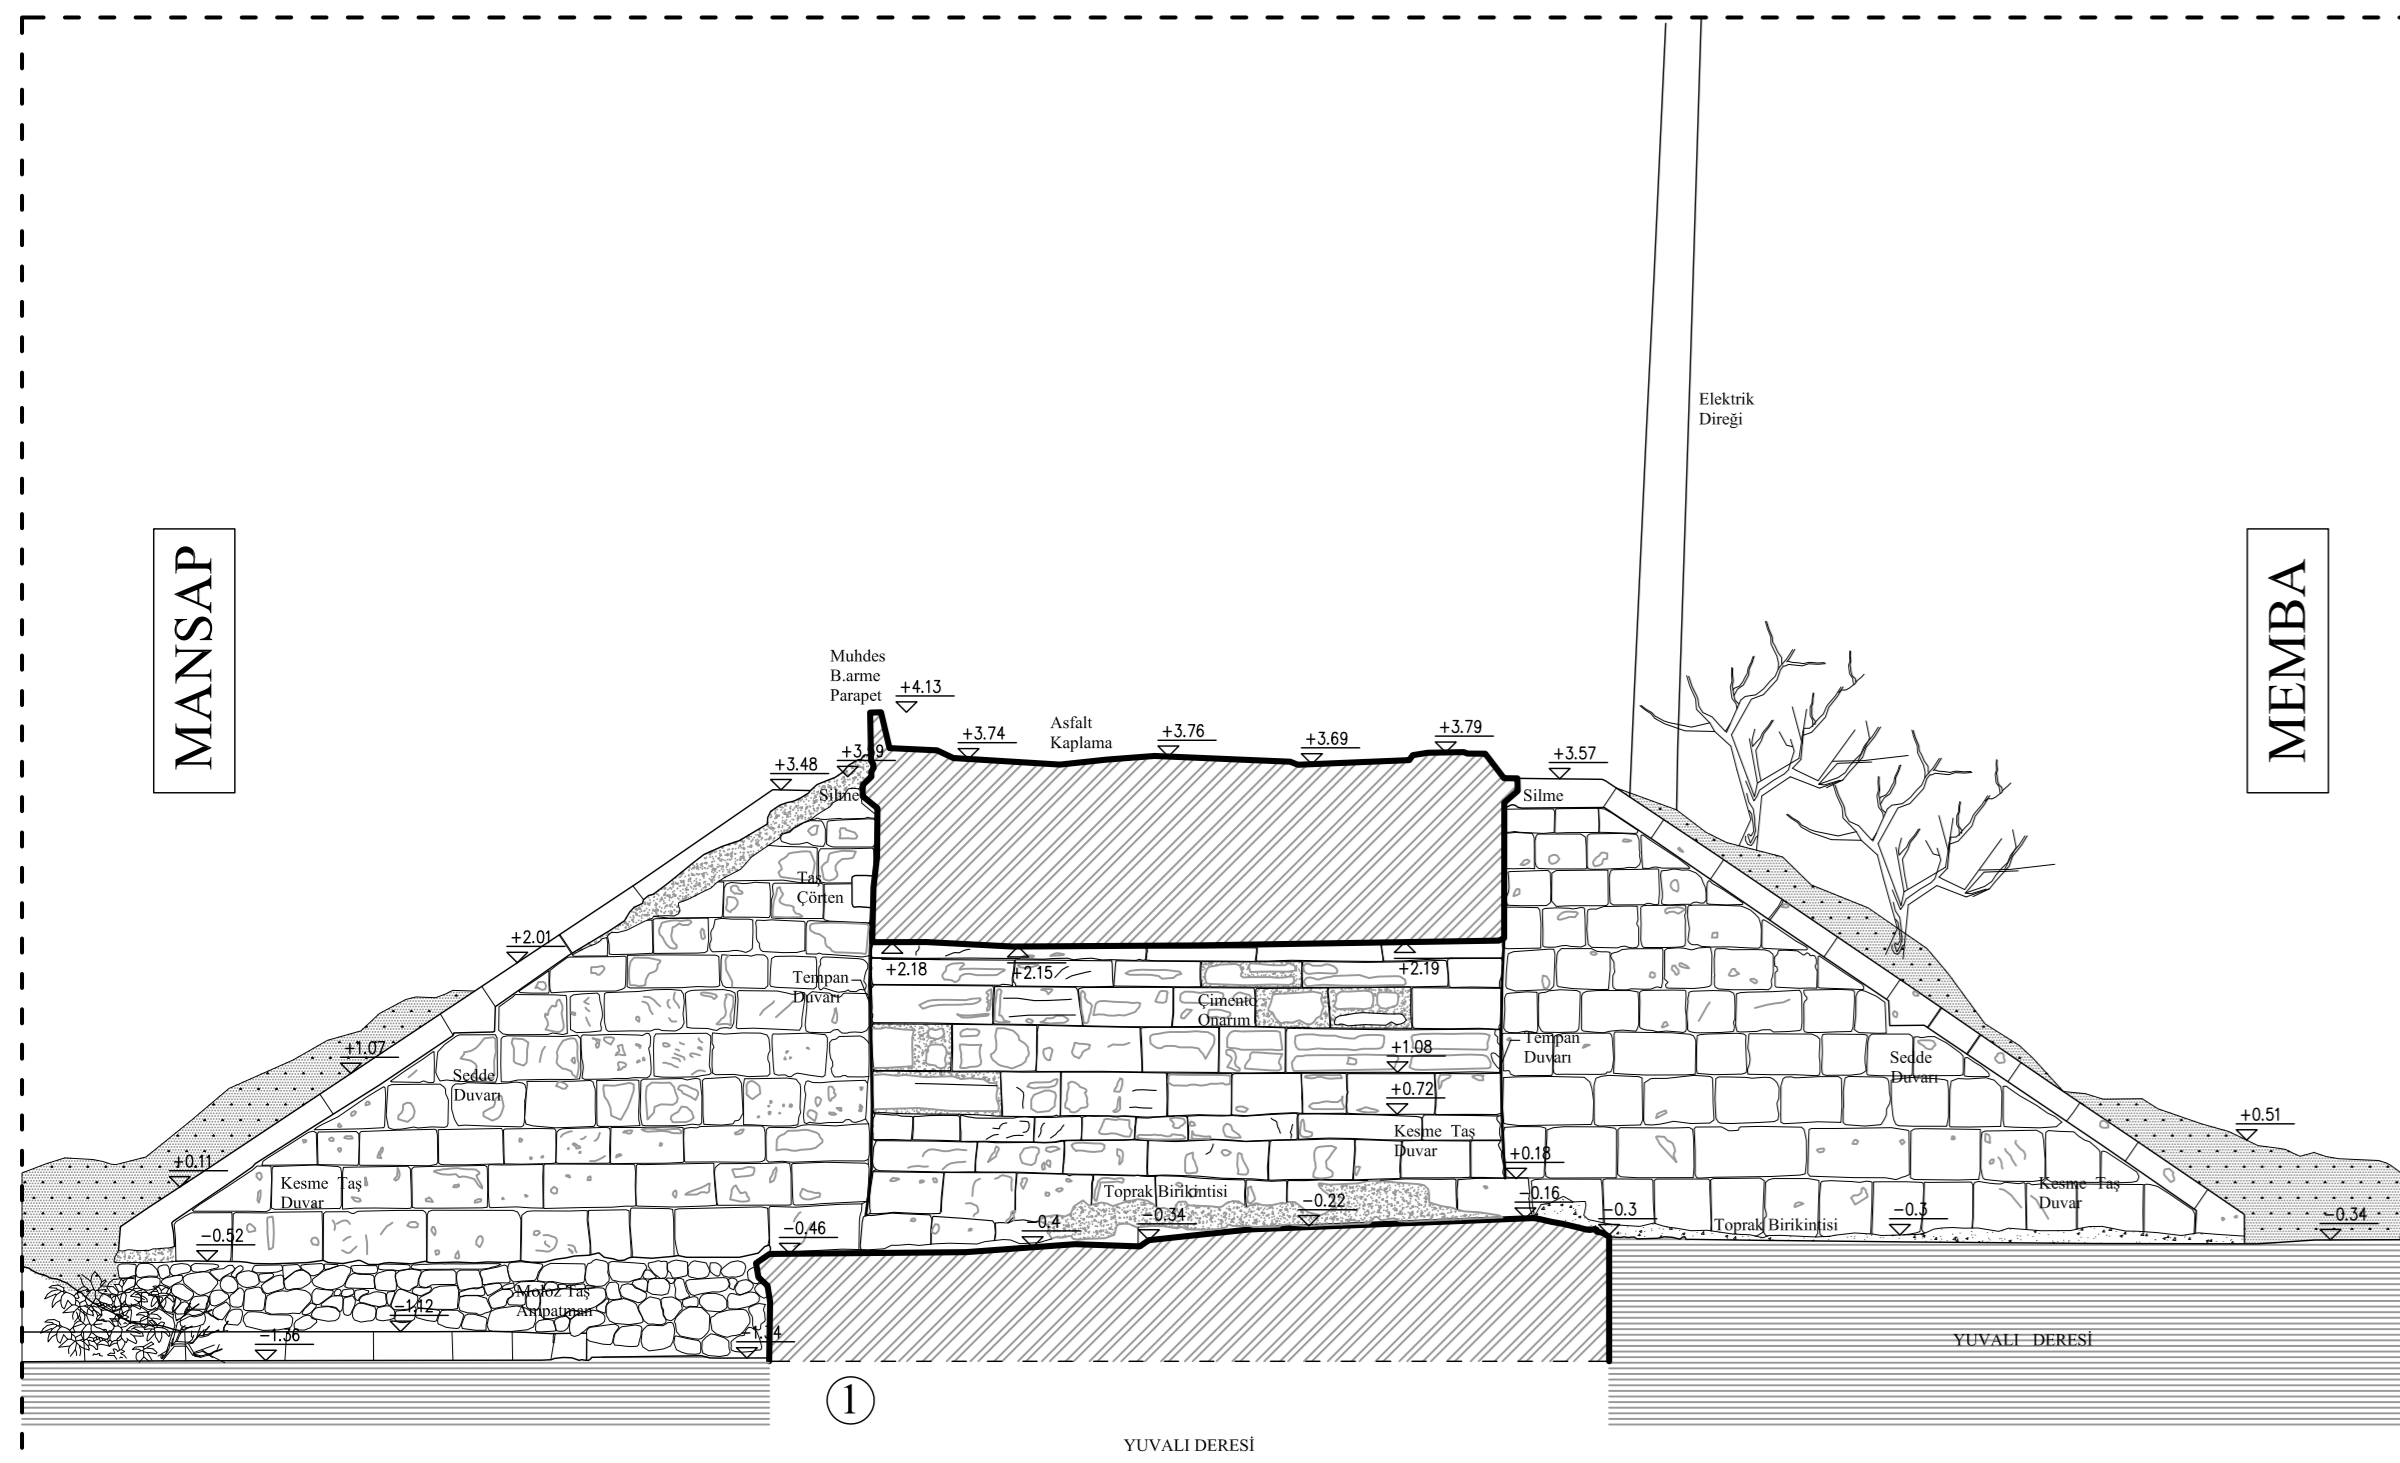 Elektrik
Direği
MANSAP
MEMBA
Muhdes
B.arme
Parapet
+4.13
Asfalt
Kaplama
+3.74
+3.76
+3.69
+3.79
+3.48
+3.57
Silme
Silme
Taş
Çörten
+2.01
+2.18
+2.15
+2.19
Tempan
Duvarı
Çimento
Onarım
+1.07
+1.08
Tempan
Duvarı
Sedde
Duvarı
Sedde
Duvarı
+0.72
Kesme Taş
Duvar
+0.51
+0.11
+0.18
Kesme Taş
Duvar
Toprak Birikintisi
Kesme Taş
Duvar
-0.16
-0.22
-0.3
-0.3
-0.34
-0.4
-0.34
Toprak Birikintisi
-0.52
-0.46
Moloz Taş
Ampatman
-1.12
-1.36
YUVALI DERESİ
1
YUVALI DERESİ